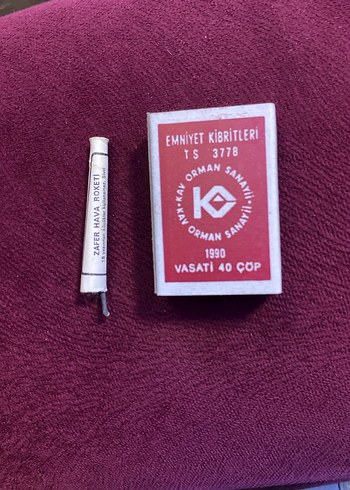 ZAFER HAVA ROKETİ
EMNİYET KİBRİTLERİ
TS 3778
KAV ORMAN SANAYİİ
KAV ORMAN SANAYİİ
1990
VASATİ 40 ÇÖP